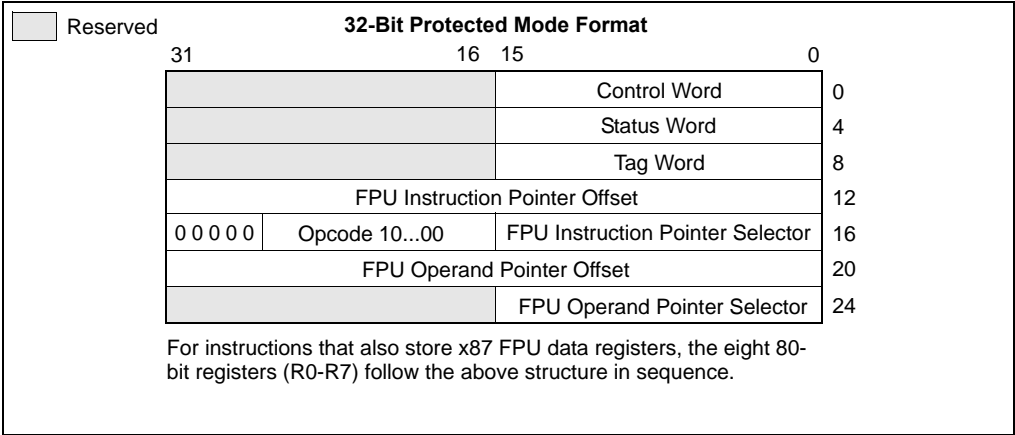 Reserved 32-Bit Protected Mode Format
31 16 15 0
Control Word 0
Status Word 4
Tag Word 8
FPU Instruction Pointer Offset 12
0 0 0 0 0 Opcode 10...00 FPU Instruction Pointer Selector 16
FPU Operand Pointer Offset 20
FPU Operand Pointer Selector 24
For instructions that also store x87 FPU data registers, the eight 80-
bit registers (R0-R7) follow the above structure in sequence.